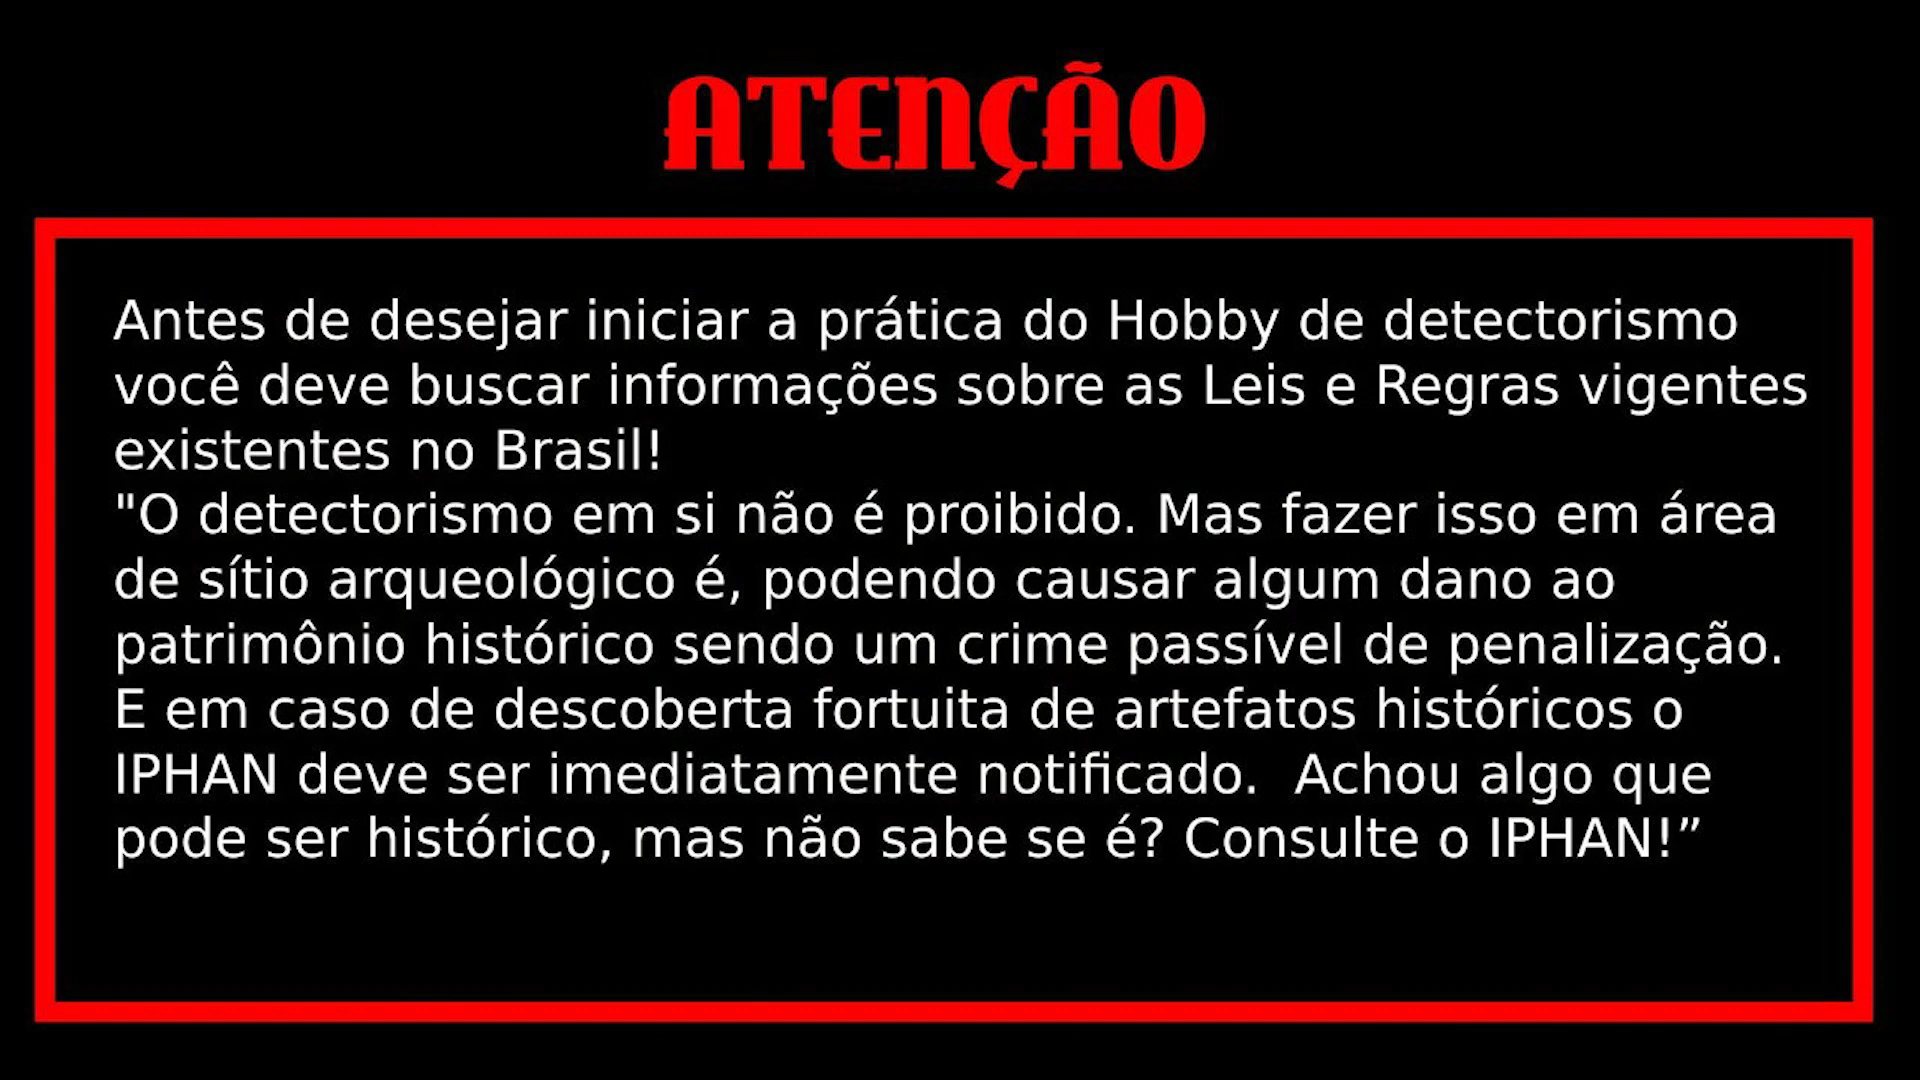 ATENÇÃO
Antes de desejar iniciar a prática do Hobby de detectorismo
você deve buscar informações sobre as Leis e Regras vigentes
existentes no Brasil!
"O detectorismo em si não é proibido. Mas fazer isso em área
de sítio arqueológico é, podendo causar algum dano ao
patrimônio histórico sendo um crime passível de penalização.
E em caso de descoberta fortuita de artefatos históricos o
IPHAN deve ser imediatamente notificado.  Achou algo que
pode ser histórico, mas não sabe se é? Consulte o IPHAN!”